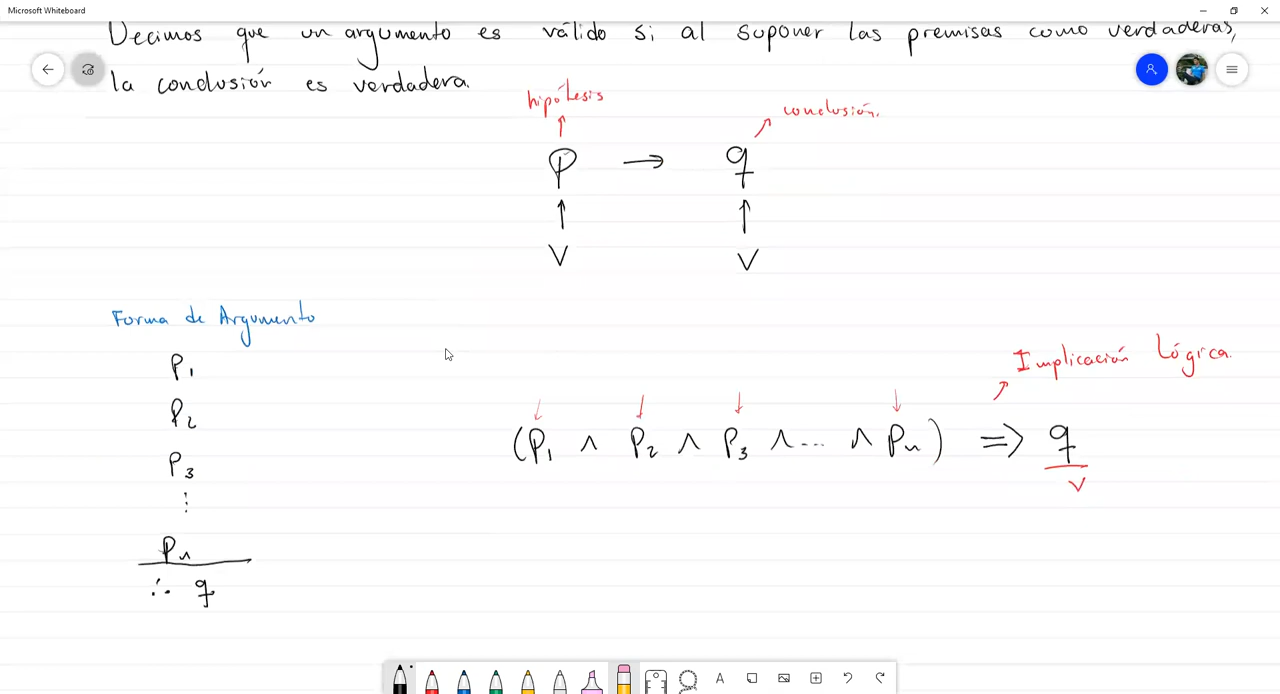 Microsoft Whiteboard
Decimos que un argumento es válido si al suponer las premisas como verdaderas,
la conclusión es verdadera.
hipótesis
conclusión.
p → q
↑ ↑
V V
Forma de Argumento
P1
P2
P3
⋮
Pn
∴ q
Implicación Lógica.
(P1 ∧ P2 ∧ P3 ∧ ... ∧ Pn) => q
V
A